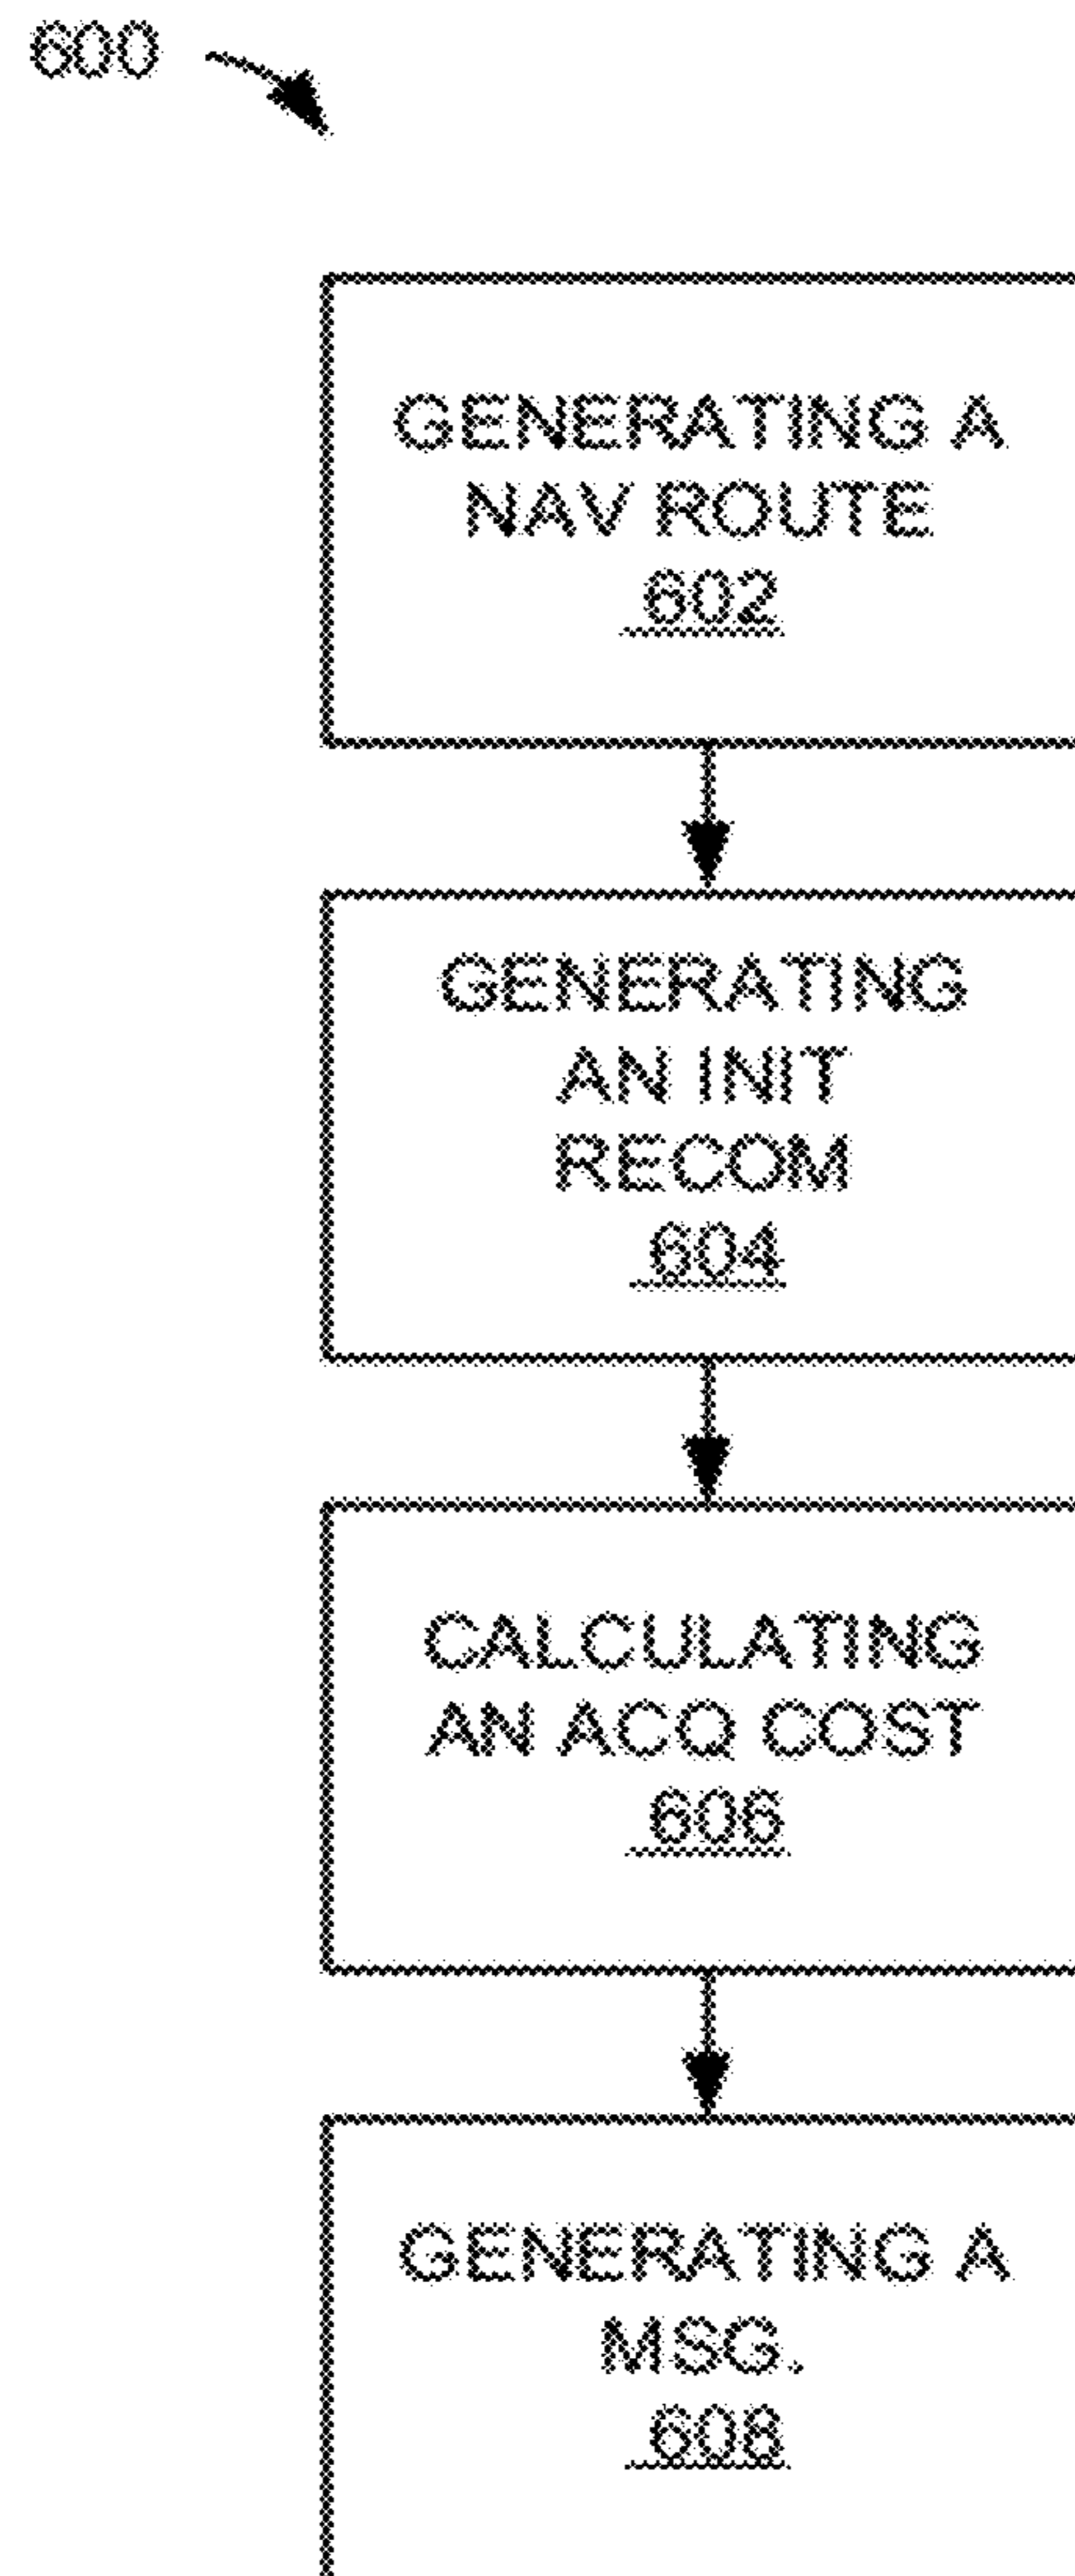 600
GENERATING A
NAV ROUTE
602
GENERATING
AN INIT
RECOM
604
CALCULATING
AN ACQ COST
606
GENERATING A
MSG.
608